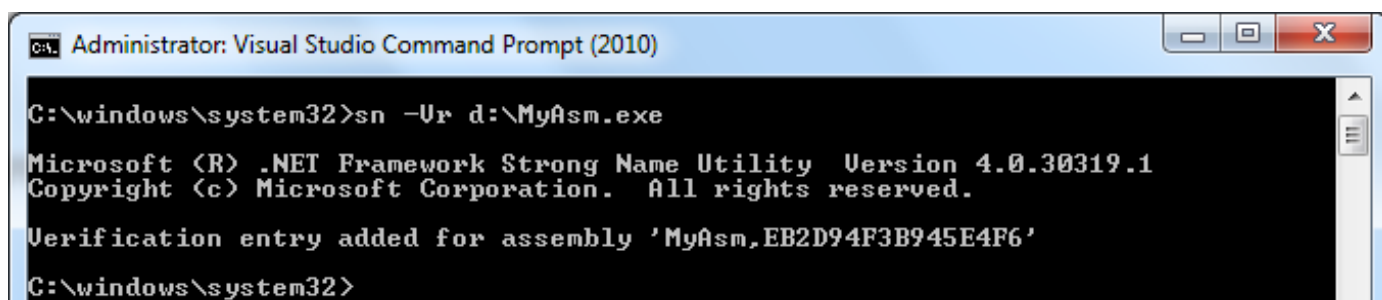 Administrator: Visual Studio Command Prompt (2010)
C:\windows\system32>sn -Vr d:\MyAsm.exe
Microsoft (R) .NET Framework Strong Name Utility  Version 4.0.30319.1
Copyright (c) Microsoft Corporation.  All rights reserved.
Verification entry added for assembly 'MyAsm,EB2D94F3B945E4F6'
C:\windows\system32>